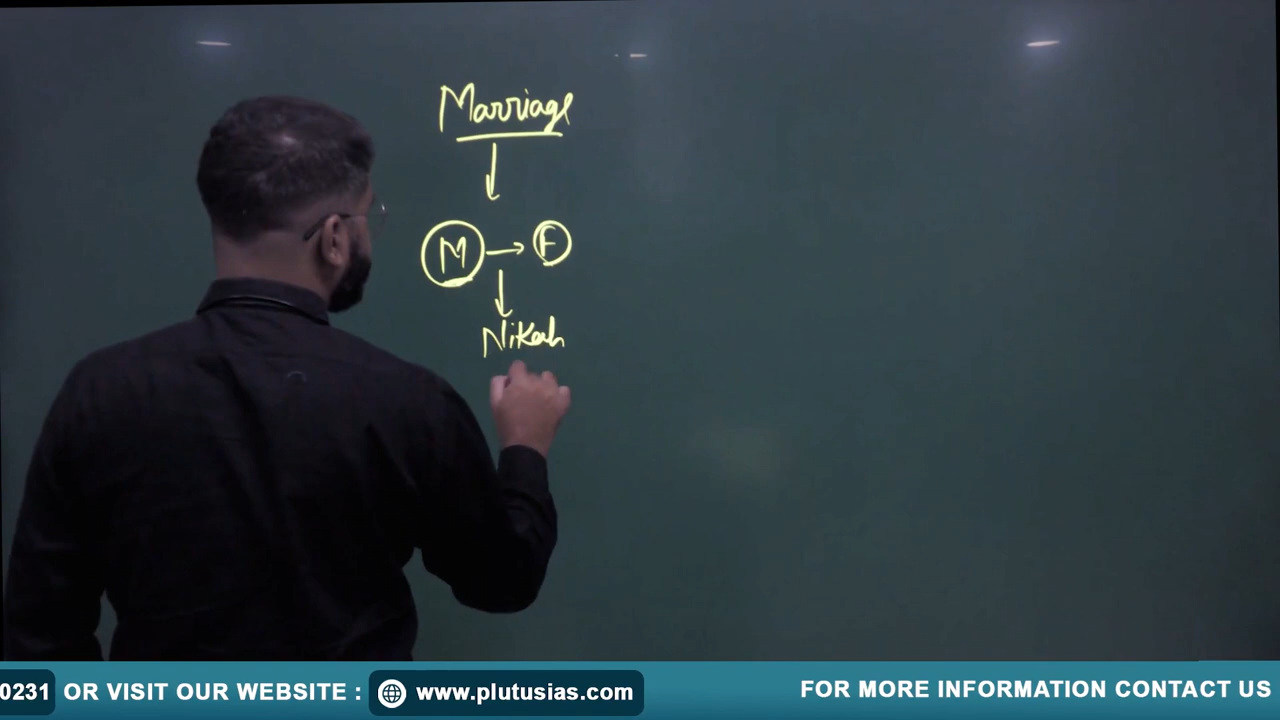 Marriage
M → F
Nikah
0231 OR VISIT OUR WEBSITE : www.plutusias.com FOR MORE INFORMATION CONTACT US